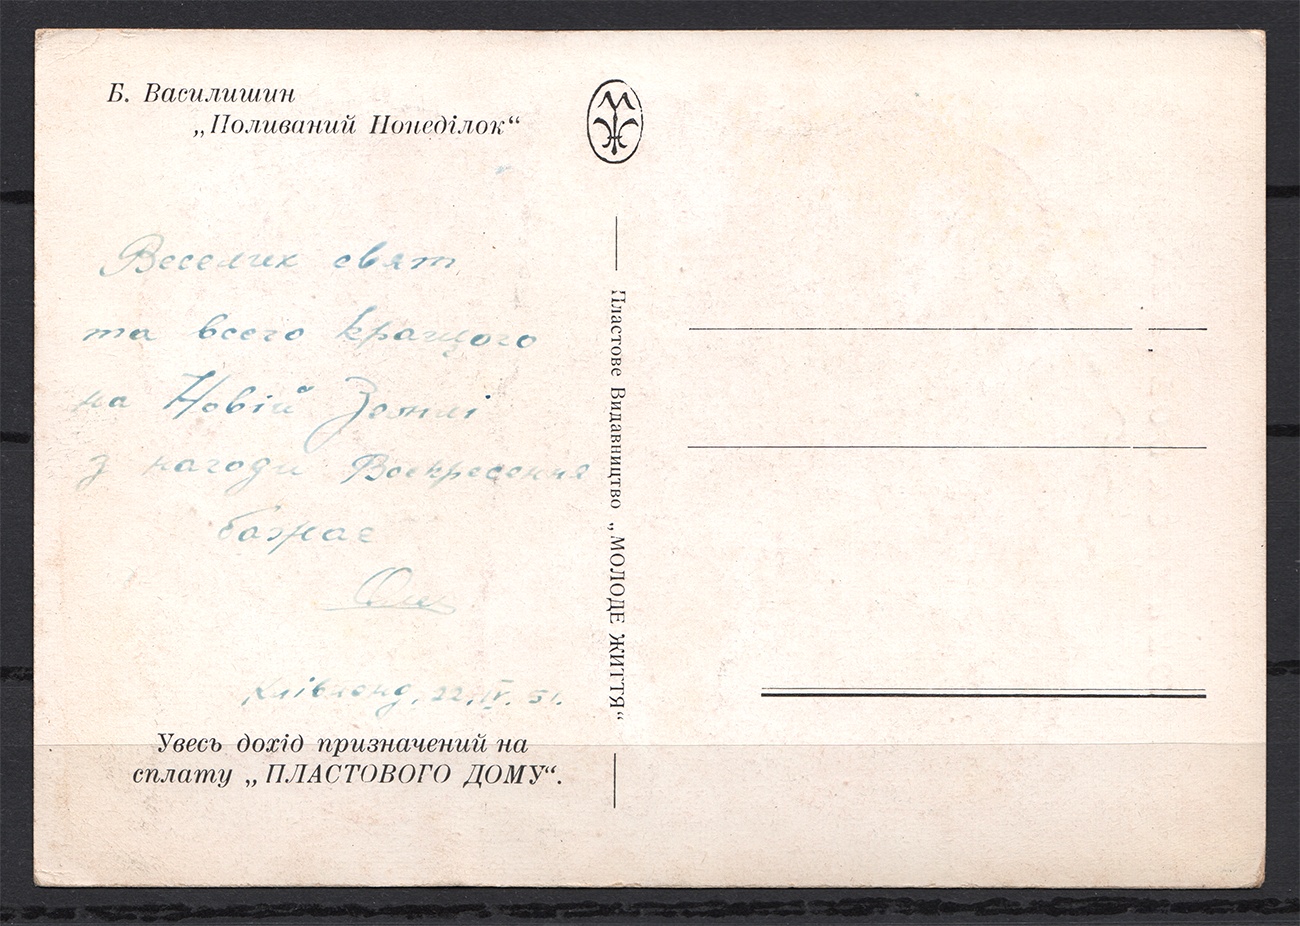 Б. Василишин
„Поливаний Понеділок“
Веселих свят
та всего кращого
на Новій Землі
з нагоди Воскресення
бажає
Клівленд, 22.IV.51.
Увесь дохід призначений на
сплату „ПЛАСТОВОГО ДОМУ“.
Пластове Видавництво „МОЛОДЕ ЖИТТЯ“